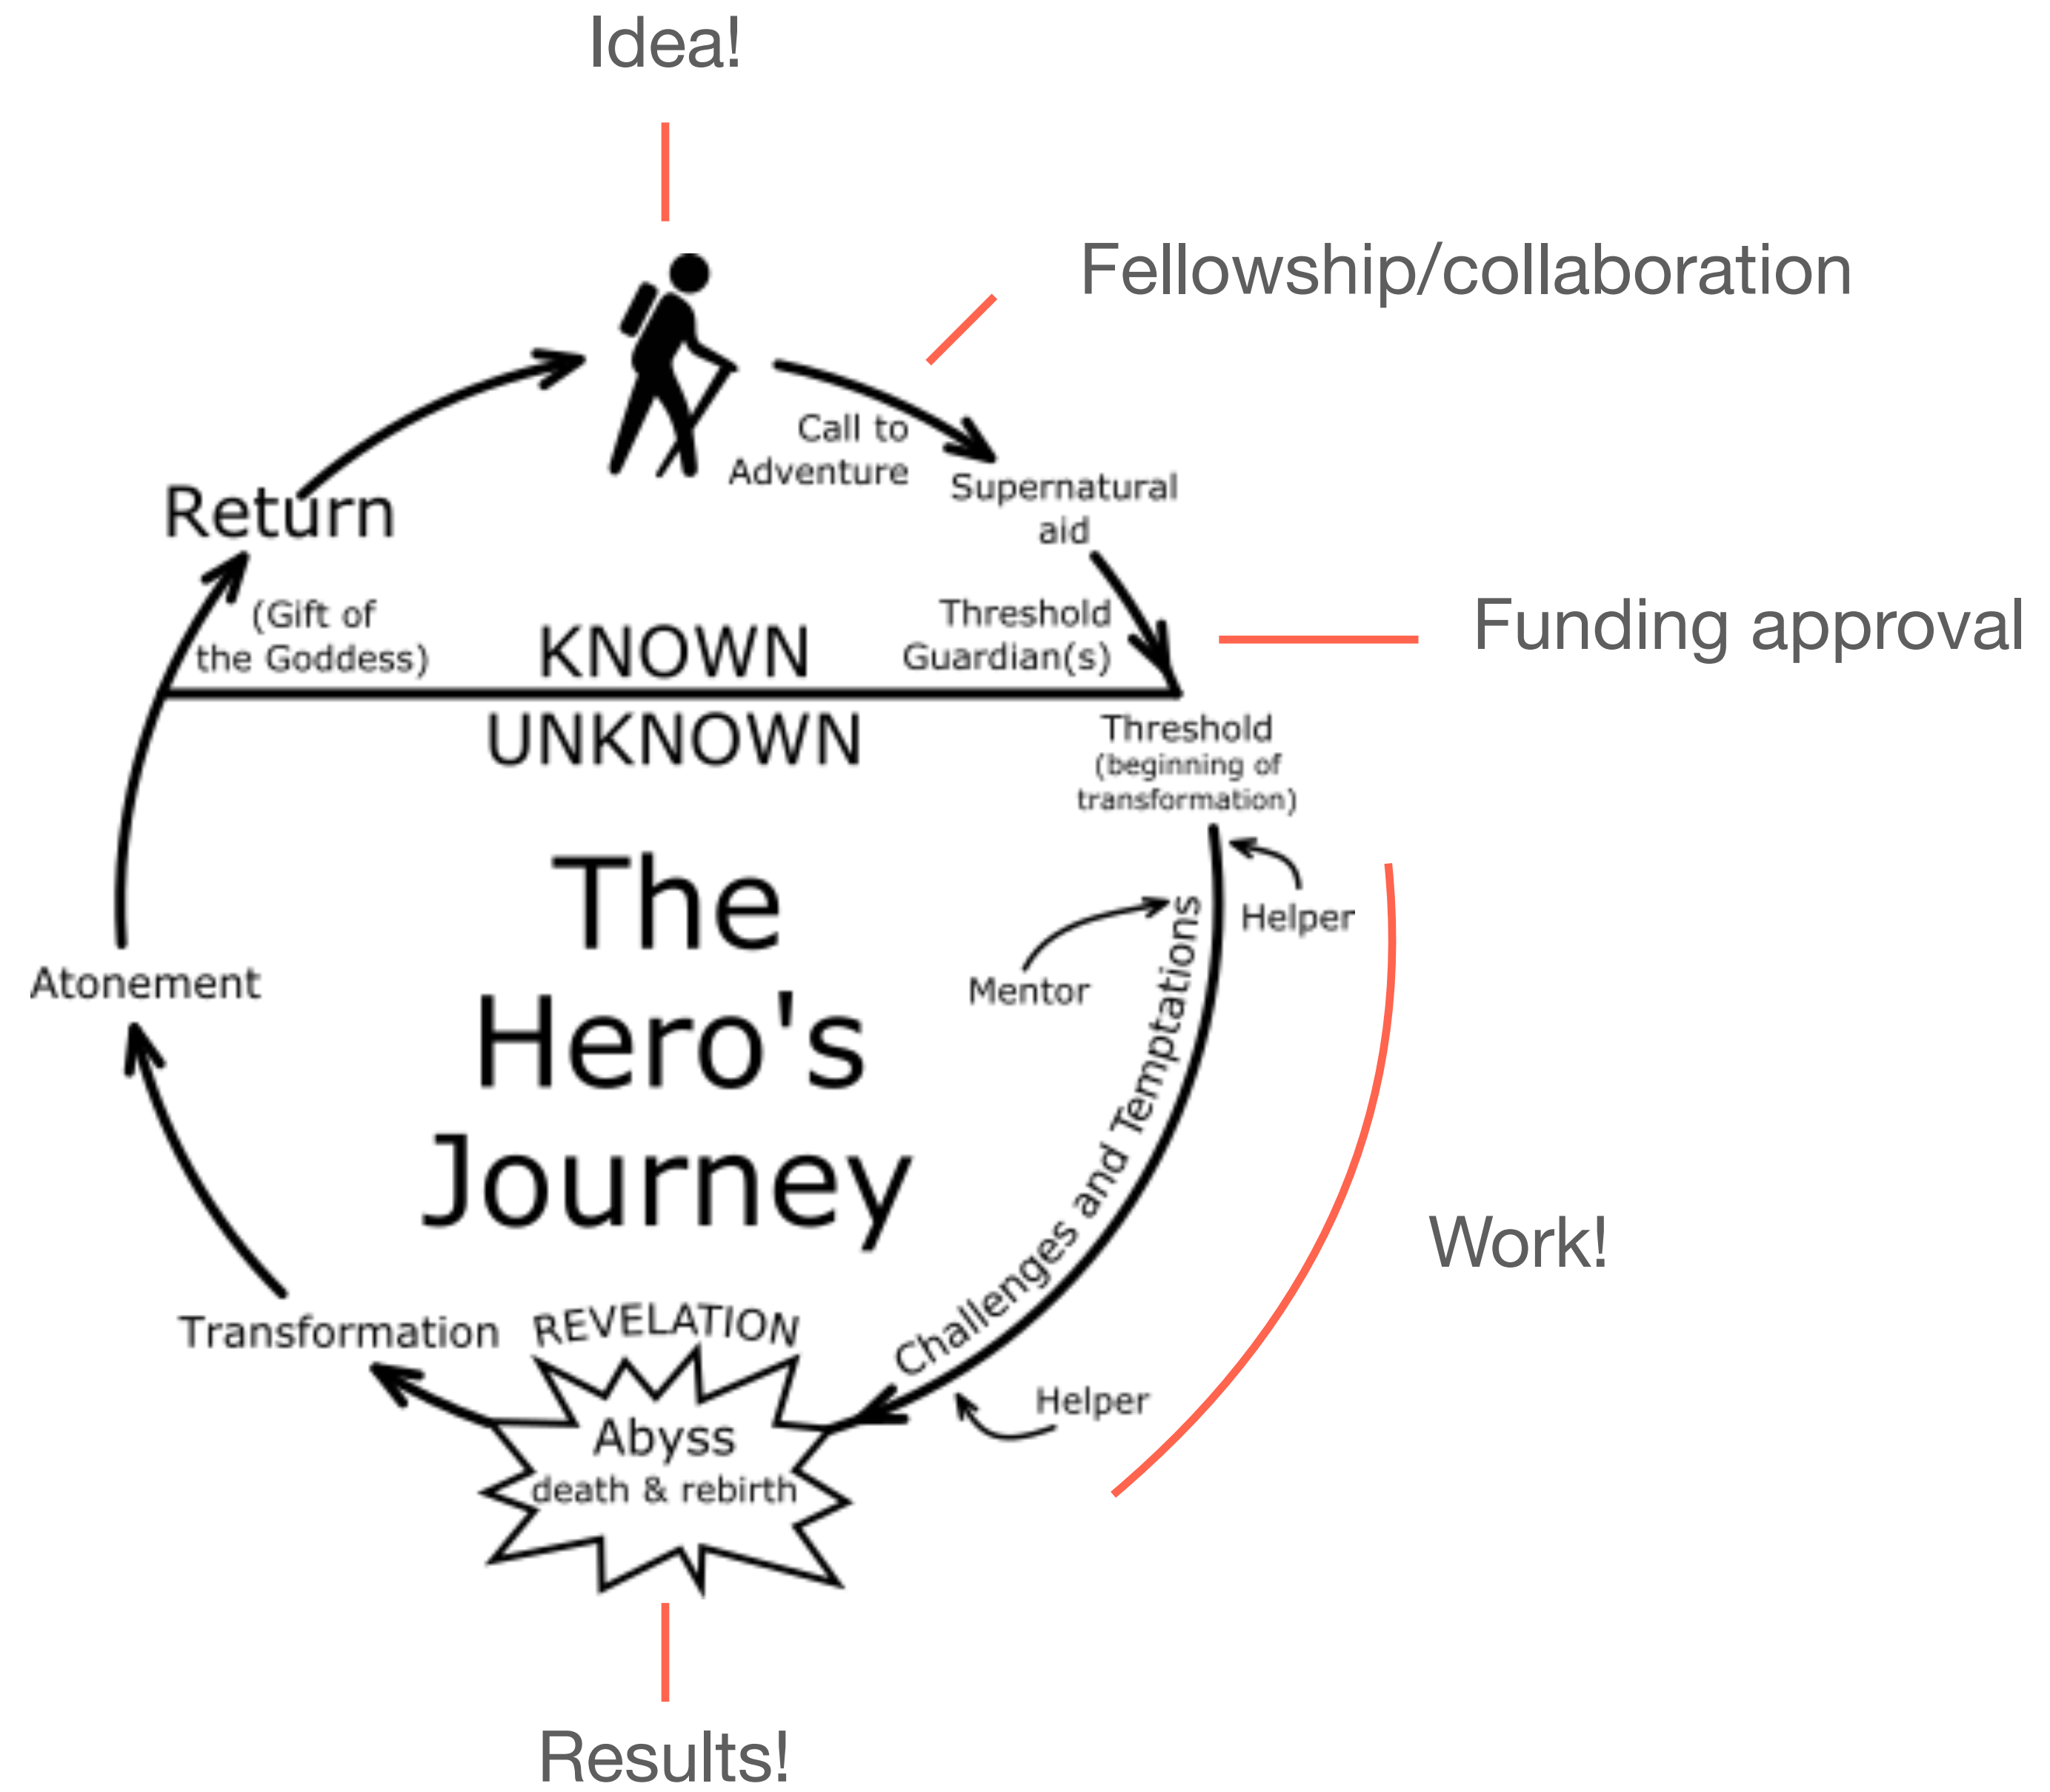 Idea!
Fellowship/collaboration
Call to
Adventure
Supernatural
aid
Return
(Gift of
the Goddess)
KNOWN
Threshold
Guardian(s)
Funding approval
UNKNOWN
Threshold
(beginning of
transformation)
The
Hero's
Journey
Helper
Mentor
Challenges and Temptations
Atonement
Work!
Transformation
REVELATION
Abyss
death & rebirth
Helper
Results!